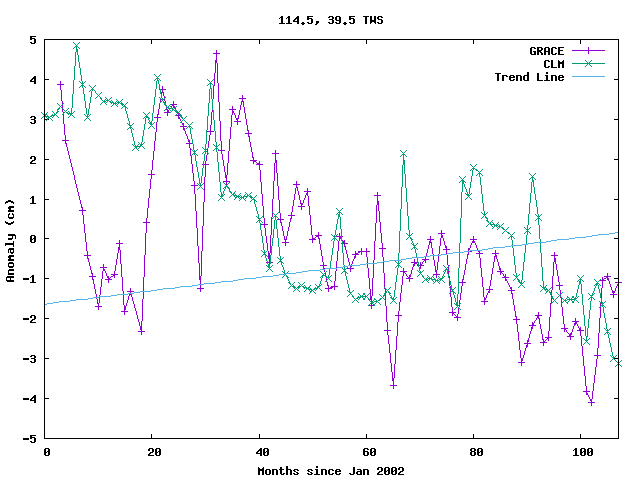 114.5, 39.5 TWS
GRACE
CLM
Trend Line
5
4
3
2
1
0
-1
-2
-3
-4
-5
Anomaly (cm)
0 20 40 60 80 100
Months since Jan 2002